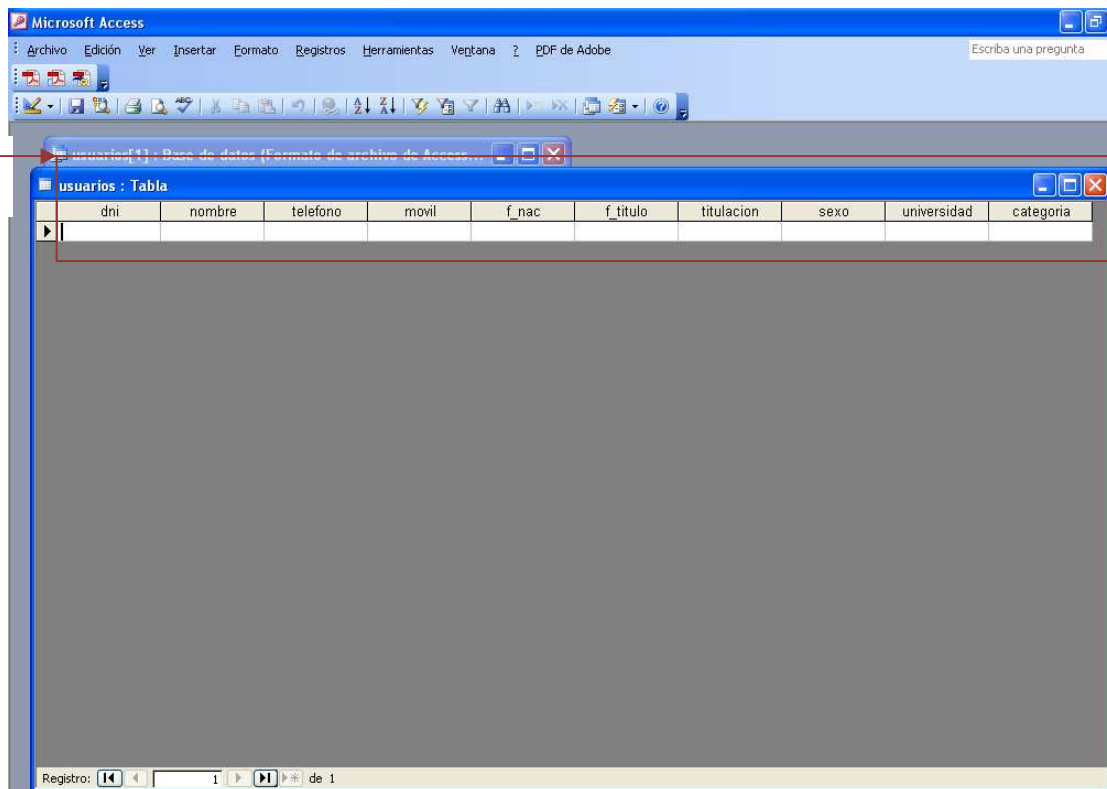 Microsoft Access
Archivo Edición Ver Insertar Formato Registros Herramientas Ventana ? PDF de Adobe Escriba una pregunta
usuarios[1] : Base de datos (Formato de archivo de Access...
usuarios : Tabla
dni nombre telefono movil f_nac f_titulo titulacion sexo universidad categoria
Registro: 1 de 1